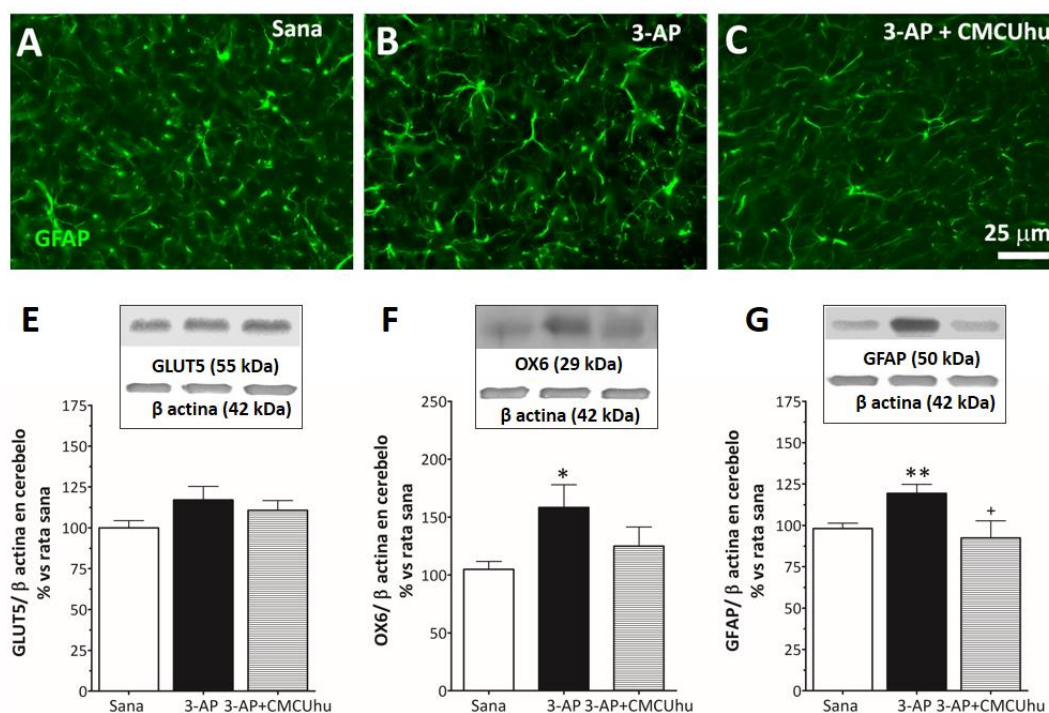 A
Sana
GFAP
B
3-AP
C
3-AP + CMCUhu
25 µm
E
GLUT5 (55 kDa)
β actina (42 kDa)
GLUT5/ β actina en cerebelo
% vs rata sana
175
150
125
100
75
50
25
0
Sana
3-AP
3-AP+CMCUhu
F
OX6 (29 kDa)
β actina (42 kDa)
OX6/ β actina en cerebelo
% vs rata sana
250
200
150
100
50
0
*
Sana
3-AP
3-AP+CMCUhu
G
GFAP (50 kDa)
β actina (42 kDa)
GFAP/ β actina en cerebelo
% vs rata sana
175
150
125
100
75
50
25
0
**
+
Sana
3-AP
3-AP+CMCUhu